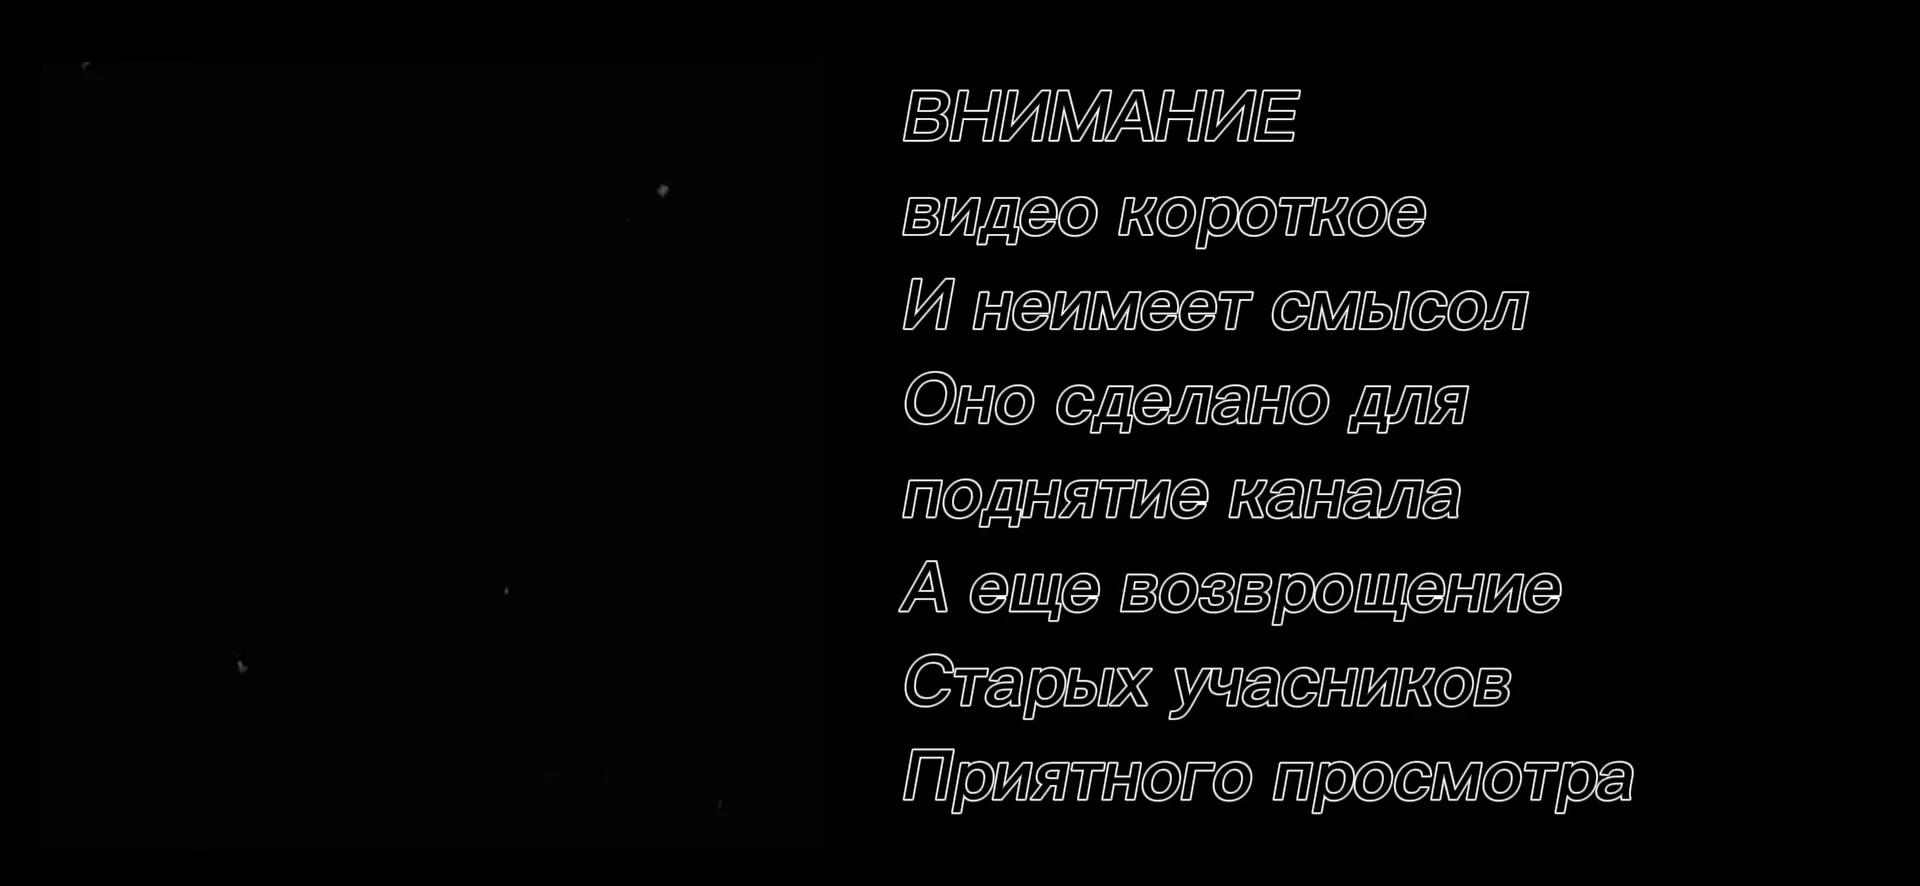 ВНИМАНИЕ
видео короткое
И неимеет смысол
Оно сделано для
поднятие канала
А еще возврощение
Старых учасников
Приятного просмотра